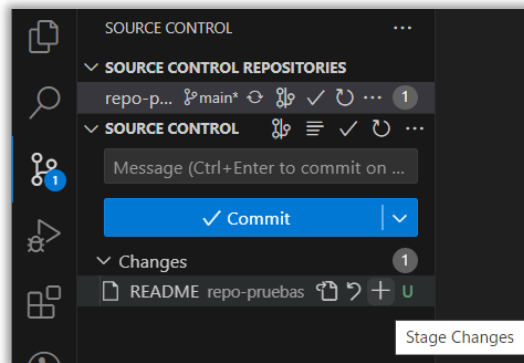 SOURCE CONTROL
SOURCE CONTROL REPOSITORIES
repo-p... main* 1
SOURCE CONTROL
1
Message (Ctrl+Enter to commit on ...
Commit
Changes 1
README repo-pruebas U
Stage Changes